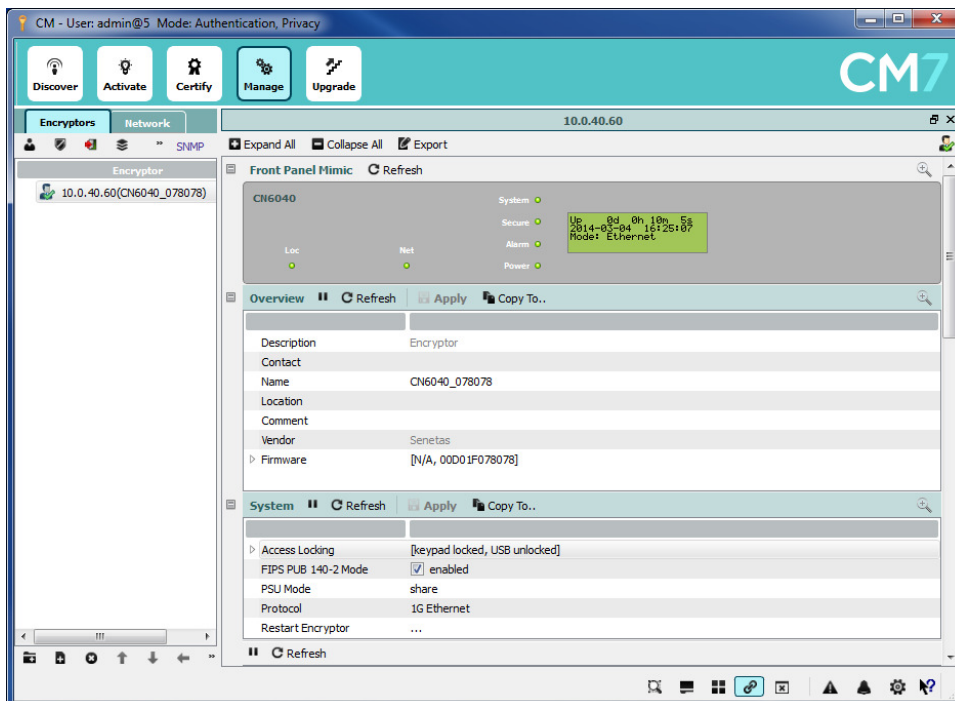 CM - User: admin@5 Mode: Authentication, Privacy
Discover Activate Certify Manage Upgrade
CM7
Encryptors Network
10.0.40.60
» SNMP
Expand All Collapse All Export
Encryptor
10.0.40.60(CN6040_078078)
Front Panel Mimic Refresh
CN6040
System
Secure
Alarm
Power
Loc Net
Up 0d 0h 10m 5s
2014-03-04 16:25:07
Mode: Ethernet
Overview Refresh Apply Copy To..
Description Encryptor
Contact
Name CN6040_078078
Location
Comment
Vendor Senetas
Firmware [N/A, 00D01F078078]
System Refresh Apply Copy To..
Access Locking [keypad locked, USB unlocked]
FIPS PUB 140-2 Mode enabled
PSU Mode share
Protocol 1G Ethernet
Restart Encryptor ...
Refresh
»